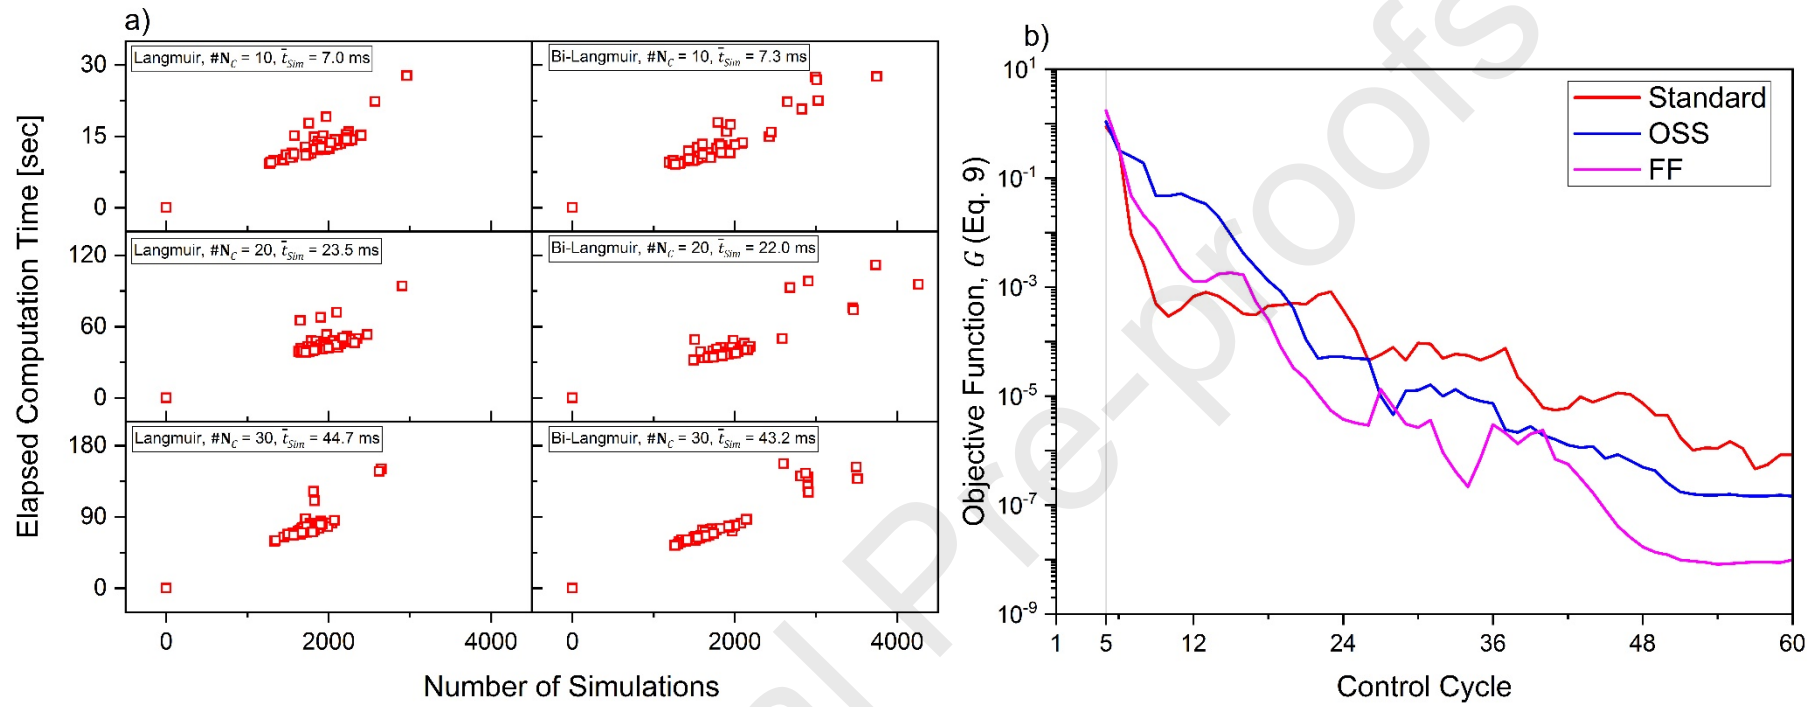 a)
Elapsed Computation Time [sec]
Langmuir, #N_C = 10, t̄_Sim = 7.0 ms
Bi-Langmuir, #N_C = 10, t̄_Sim = 7.3 ms
30
15
0
Langmuir, #N_C = 20, t̄_Sim = 23.5 ms
Bi-Langmuir, #N_C = 20, t̄_Sim = 22.0 ms
120
60
0
Langmuir, #N_C = 30, t̄_Sim = 44.7 ms
Bi-Langmuir, #N_C = 30, t̄_Sim = 43.2 ms
180
90
0
0 2000 4000 0 2000 4000
Number of Simulations
b)
Objective Function, G (Eq. 9)
10^1
10^-1
10^-3
10^-5
10^-7
10^-9
Standard
OSS
FF
1 5 12 24 36 48 60
Control Cycle
al Pre-proofs